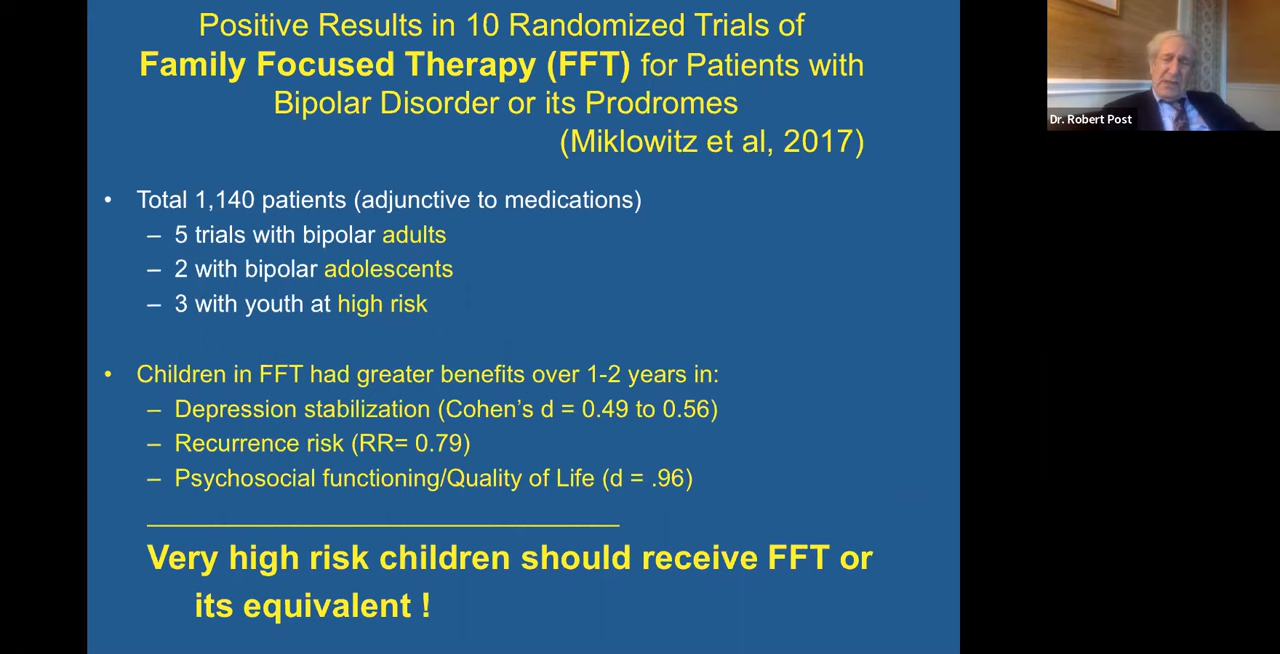 Positive Results in 10 Randomized Trials of
Family Focused Therapy (FFT) for Patients with
Bipolar Disorder or its Prodromes
(Miklowitz et al, 2017)
• Total 1,140 patients (adjunctive to medications)
– 5 trials with bipolar adults
– 2 with bipolar adolescents
– 3 with youth at high risk
• Children in FFT had greater benefits over 1-2 years in:
– Depression stabilization (Cohen’s d = 0.49 to 0.56)
– Recurrence risk (RR= 0.79)
– Psychosocial functioning/Quality of Life (d = .96)
Very high risk children should receive FFT or
its equivalent !
Dr. Robert Post